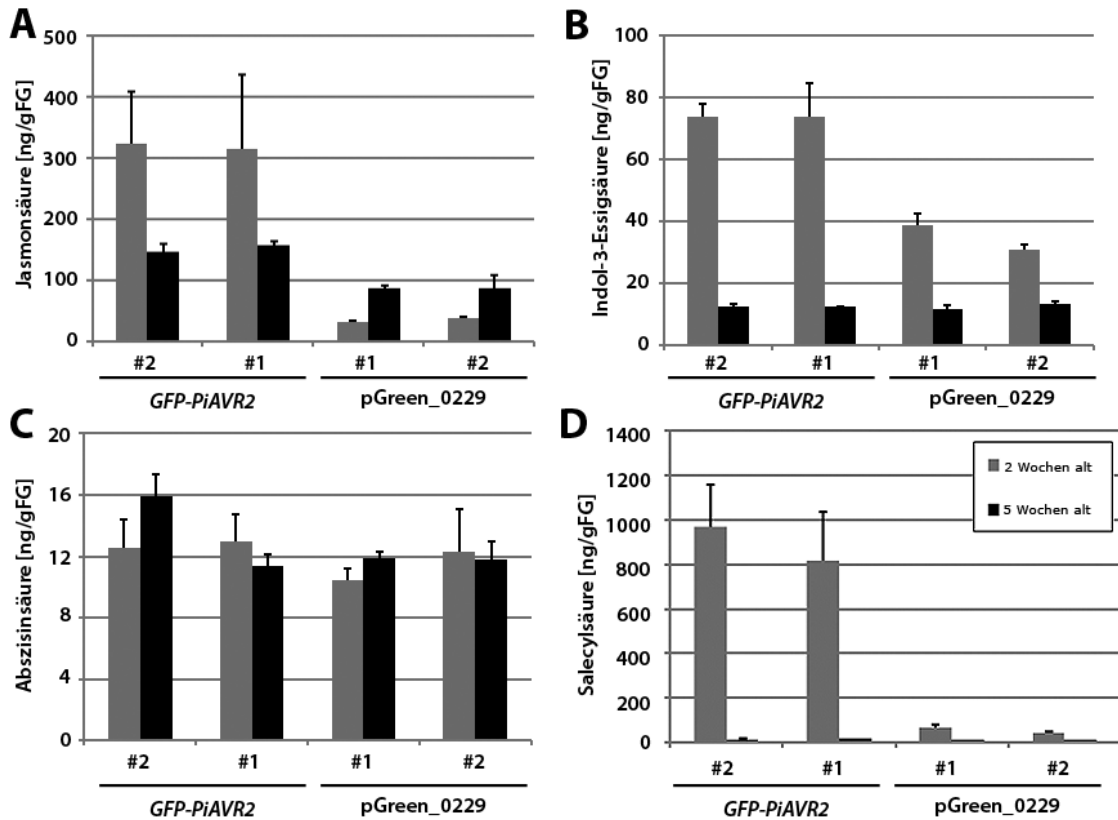 A
Jasmonsäure [ng/gFG]
500
400
300
200
100
0
#2 #1 #1 #2
GFP-PiAVR2 pGreen_0229
B
Indol-3-Essigsäure [ng/gFG]
100
80
60
40
20
0
#2 #1 #1 #2
GFP-PiAVR2 pGreen_0229
C
Abszisinsäure [ng/gFG]
20
16
12
8
4
0
#2 #1 #1 #2
GFP-PiAVR2 pGreen_0229
D
Salecylsäure [ng/gFG]
1400
1200
1000
800
600
400
200
0
2 Wochen alt
5 Wochen alt
#2 #1 #1 #2
GFP-PiAVR2 pGreen_0229